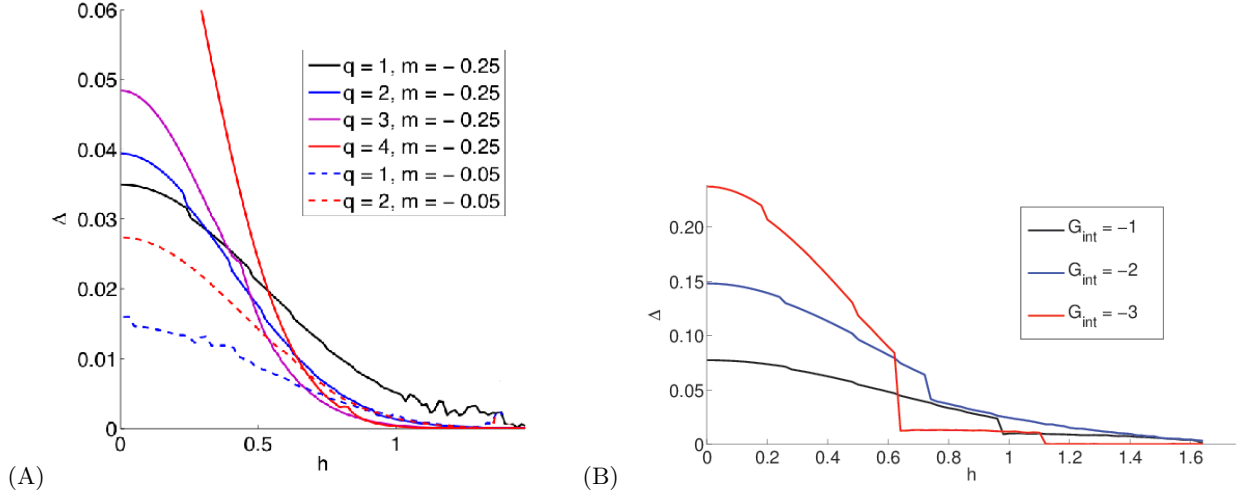 0.06
0.05
0.04
0.03
0.02
0.01
0
Δ
0 0.5 1
h
q = 1, m = − 0.25
q = 2, m = − 0.25
q = 3, m = − 0.25
q = 4, m = − 0.25
q = 1, m = − 0.05
q = 2, m = − 0.05
(A)
0.20
0.15
0.10
0.05
0
Δ
0 0.2 0.4 0.6 0.8 1 1.2 1.4 1.6
h
G_int = −1
G_int = −2
G_int = −3
(B)